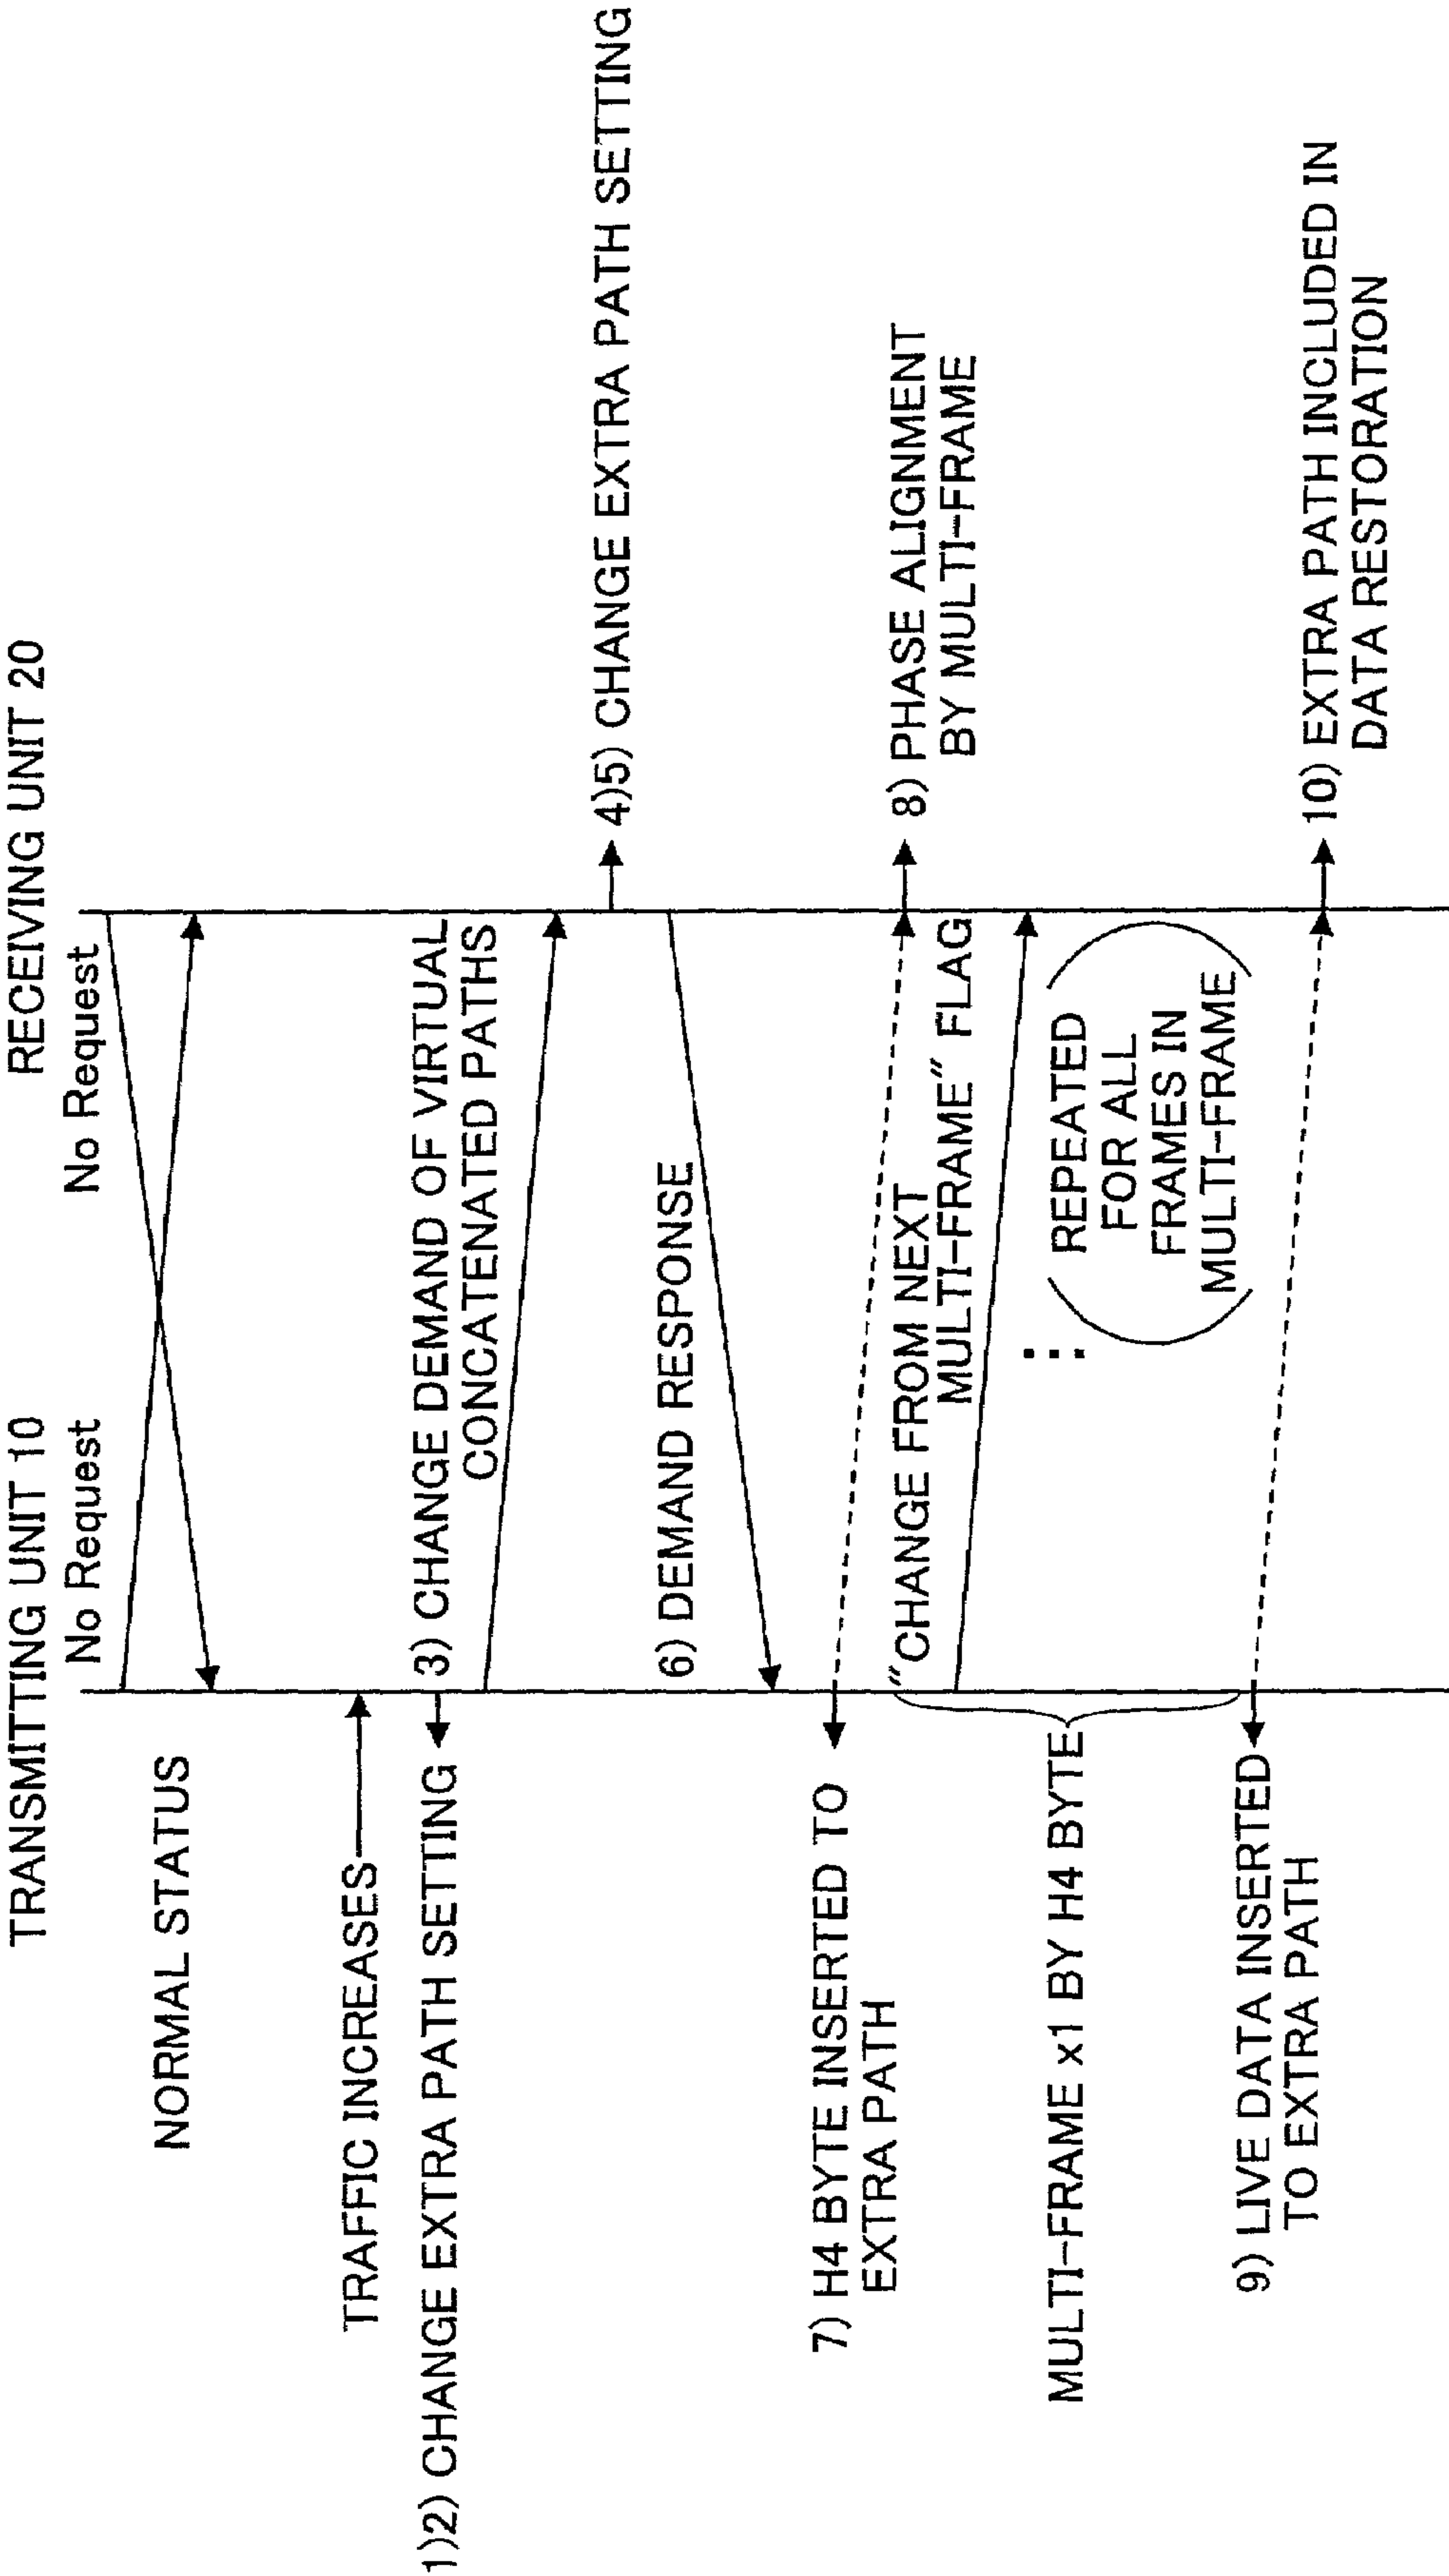 TRANSMITTING UNIT 10
RECEIVING UNIT 20
No Request
No Request
NORMAL STATUS
TRAFFIC INCREASES
1)2) CHANGE EXTRA PATH SETTING
3) CHANGE DEMAND OF VIRTUAL
CONCATENATED PATHS
4)5) CHANGE EXTRA PATH SETTING
6) DEMAND RESPONSE
7) H4 BYTE INSERTED TO
EXTRA PATH
8) PHASE ALIGNMENT
BY MULTI-FRAME
"CHANGE FROM NEXT
MULTI-FRAME" FLAG
MULTI-FRAME x1 BY H4 BYTE
REPEATED
FOR ALL
FRAMES IN
MULTI-FRAME
9) LIVE DATA INSERTED
TO EXTRA PATH
10) EXTRA PATH INCLUDED IN
DATA RESTORATION